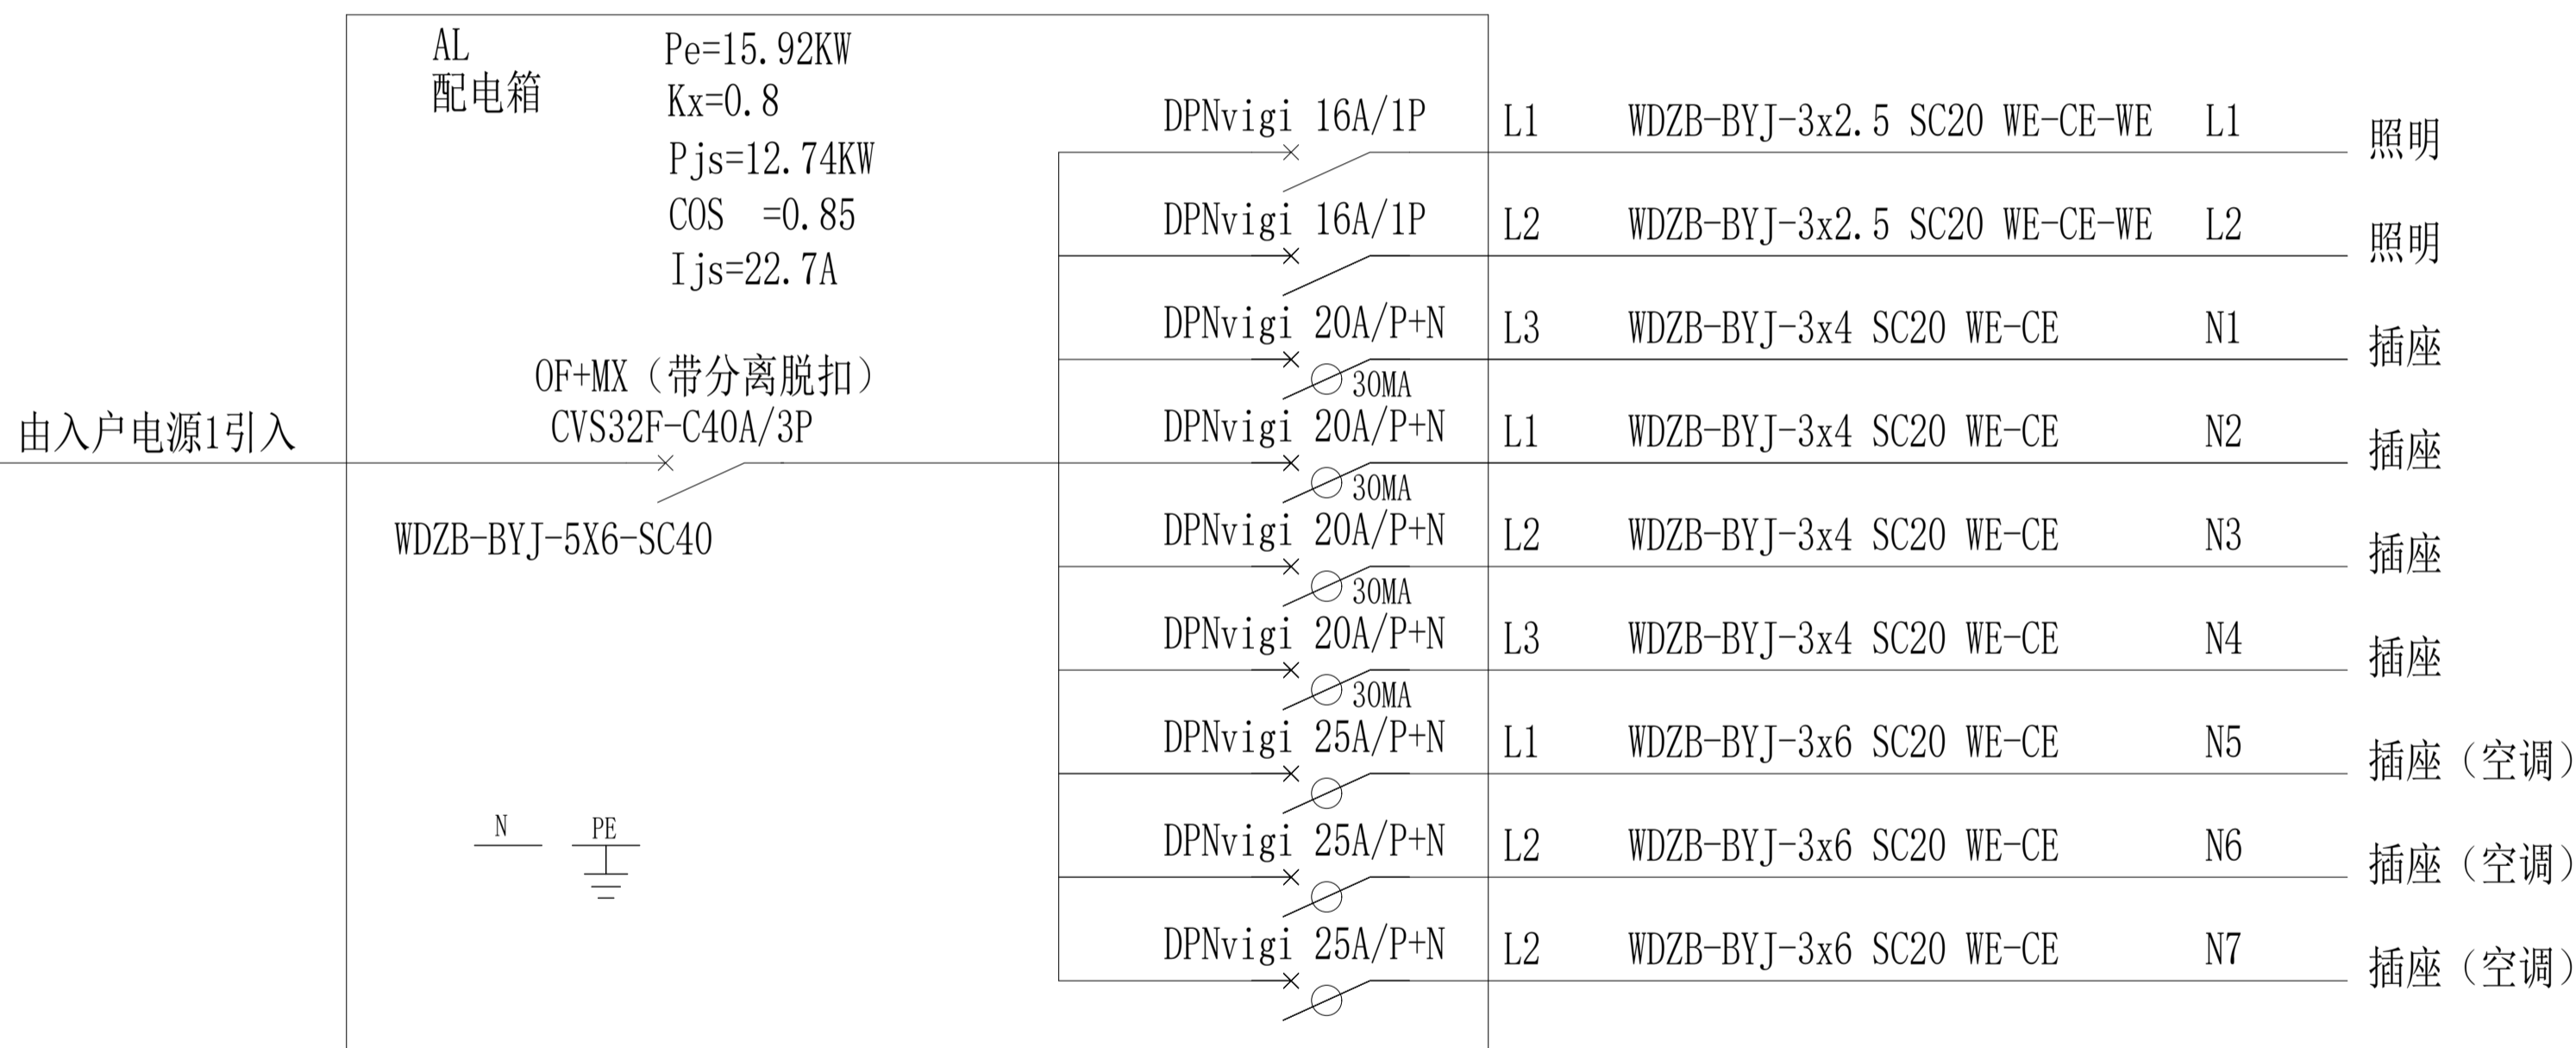 AL
配电箱
Pe=15.92KW
Kx=0.8
Pjs=12.74KW
COS =0.85
Ijs=22.7A
OF+MX（带分离脱扣）
CVS32F-C40A/3P
由入户电源1引入
WDZB-BYJ-5X6-SC40
N
PE
DPNvigi 16A/1P L1 WDZB-BYJ-3x2.5 SC20 WE-CE-WE L1 照明
DPNvigi 16A/1P L2 WDZB-BYJ-3x2.5 SC20 WE-CE-WE L2 照明
DPNvigi 20A/P+N L3 WDZB-BYJ-3x4 SC20 WE-CE N1 插座
30MA
DPNvigi 20A/P+N L1 WDZB-BYJ-3x4 SC20 WE-CE N2 插座
30MA
DPNvigi 20A/P+N L2 WDZB-BYJ-3x4 SC20 WE-CE N3 插座
30MA
DPNvigi 20A/P+N L3 WDZB-BYJ-3x4 SC20 WE-CE N4 插座
30MA
DPNvigi 25A/P+N L1 WDZB-BYJ-3x6 SC20 WE-CE N5 插座（空调）
DPNvigi 25A/P+N L2 WDZB-BYJ-3x6 SC20 WE-CE N6 插座（空调）
DPNvigi 25A/P+N L2 WDZB-BYJ-3x6 SC20 WE-CE N7 插座（空调）